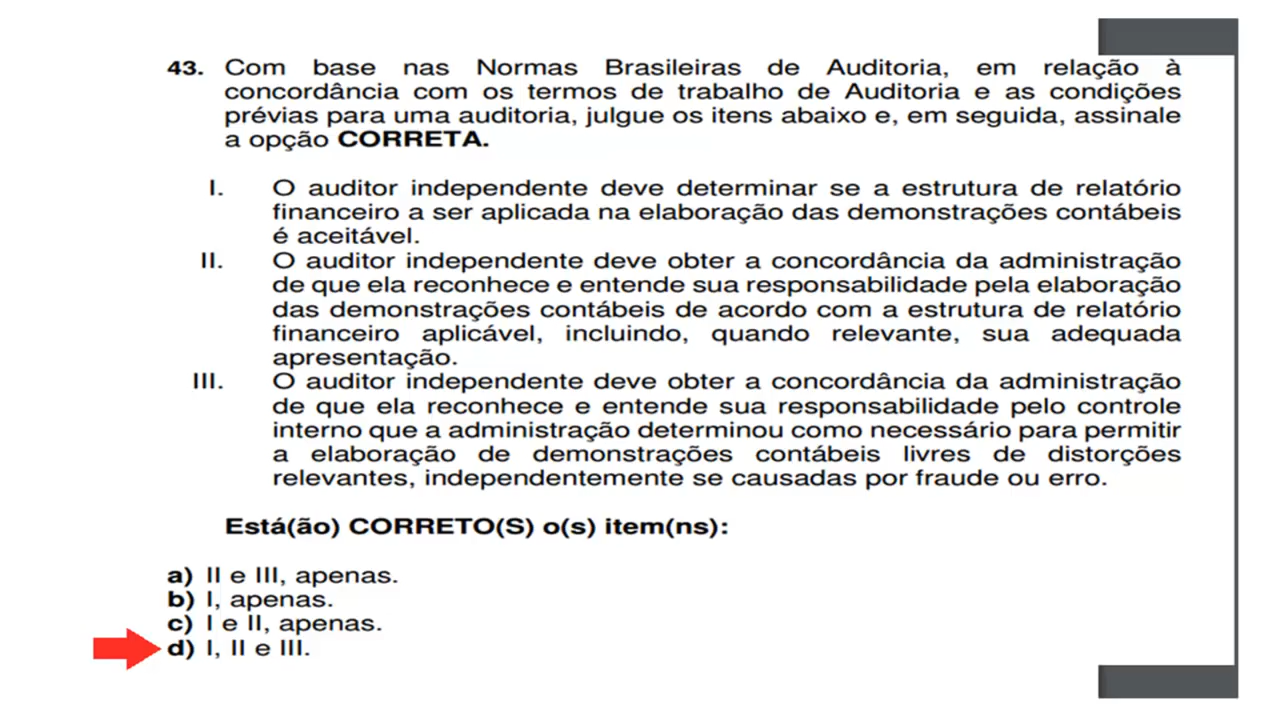 43. Com base nas Normas Brasileiras de Auditoria, em relação à
concordância com os termos de trabalho de Auditoria e as condições
prévias para uma auditoria, julgue os itens abaixo e, em seguida, assinale
a opção CORRETA.
I. O auditor independente deve determinar se a estrutura de relatório
financeiro a ser aplicada na elaboração das demonstrações contábeis
é aceitável.
II. O auditor independente deve obter a concordância da administração
de que ela reconhece e entende sua responsabilidade pela elaboração
das demonstrações contábeis de acordo com a estrutura de relatório
financeiro aplicável, incluindo, quando relevante, sua adequada
apresentação.
III. O auditor independente deve obter a concordância da administração
de que ela reconhece e entende sua responsabilidade pelo controle
interno que a administração determinou como necessário para permitir
a elaboração de demonstrações contábeis livres de distorções
relevantes, independentemente se causadas por fraude ou erro.
Está(ão) CORRETO(S) o(s) item(ns):
a) II e III, apenas.
b) I, apenas.
c) I e II, apenas.
d) I, II e III.